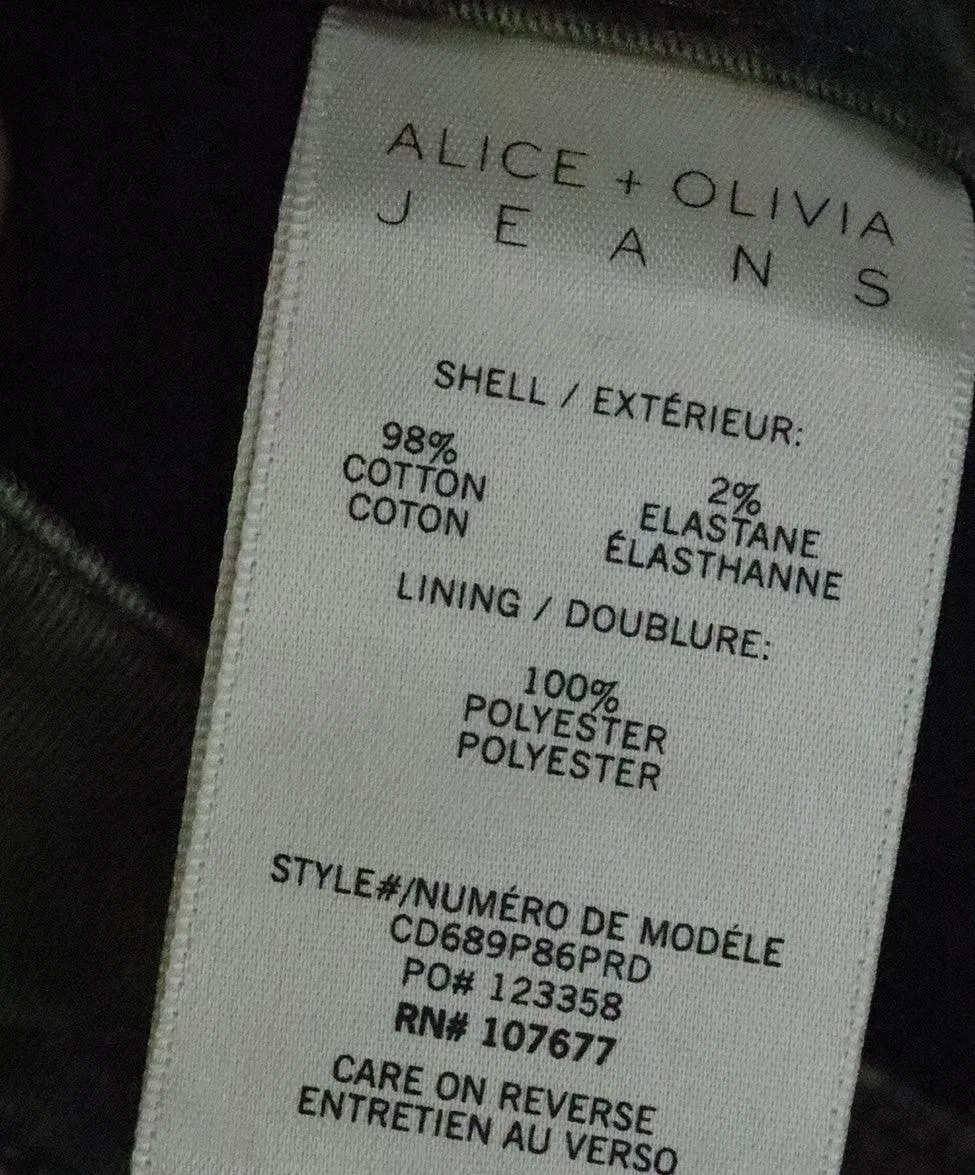 ALICE + OLIVIA
JEANS
SHELL / EXTÉRIEUR:
98% 2%
COTTON ELASTANE
COTON ÉLASTHANNE
LINING / DOUBLURE:
100%
POLYESTER
POLYESTER
STYLE#/NUMÉRO DE MODÉLE
CD689P86PRD
PO# 123358
RN# 107677
CARE ON REVERSE
ENTRETIEN AU VERSO